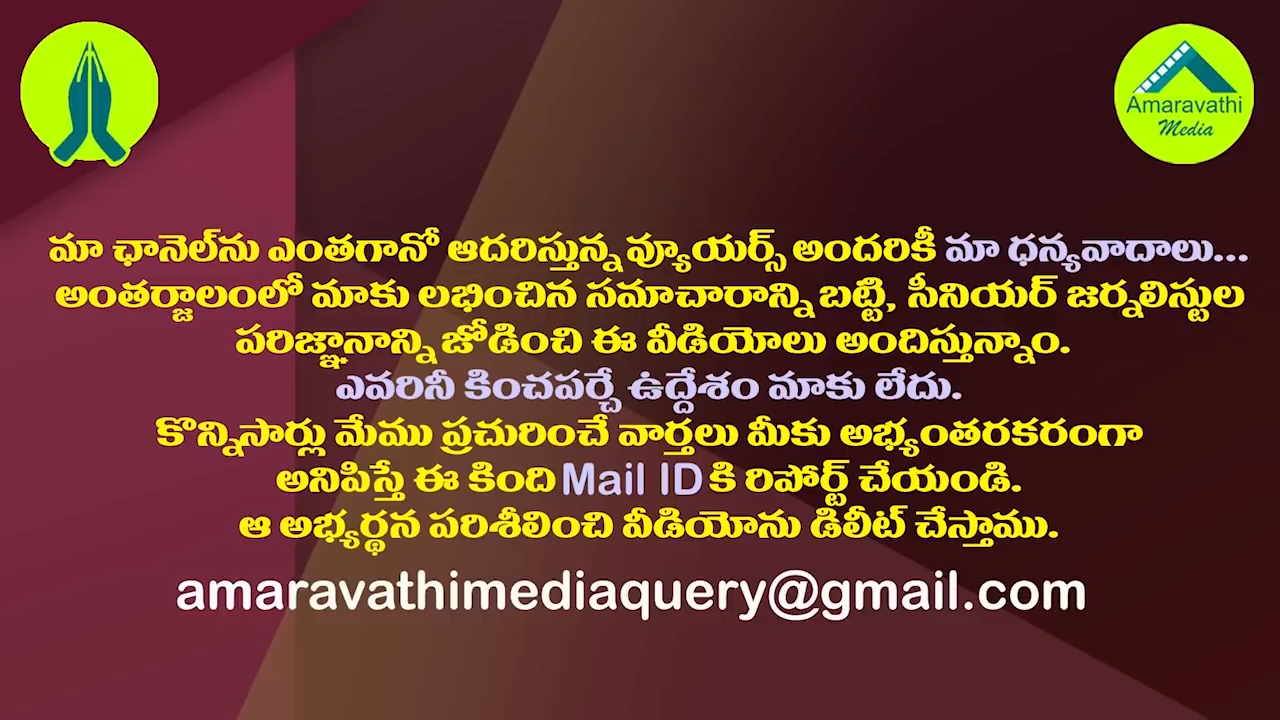 Amaravathi
Media
మా ఛానెల్‌ను ఎంతగానో ఆదరిస్తున్న వ్యూయర్స్ అందరికీ మా ధన్యవాదాలు...
అంతర్జాలంలో మాకు లభించిన సమాచారాన్ని బట్టి, సీనియర్ జర్నలిస్టుల
పరిజ్ఞానాన్ని జోడించి ఈ వీడియోలు అందిస్తున్నాం.
ఎవరినీ కించపర్చే ఉద్దేశం మాకు లేదు.
కొన్నిసార్లు మేము ప్రచురించే వార్తలు మీకు అభ్యంతరకరంగా
అనిపిస్తే ఈ కింది Mail ID కి రిపోర్ట్ చేయండి.
ఆ అభ్యర్థన పరిశీలించి వీడియోను డిలీట్ చేస్తాము.
amaravathimediaquery@gmail.com